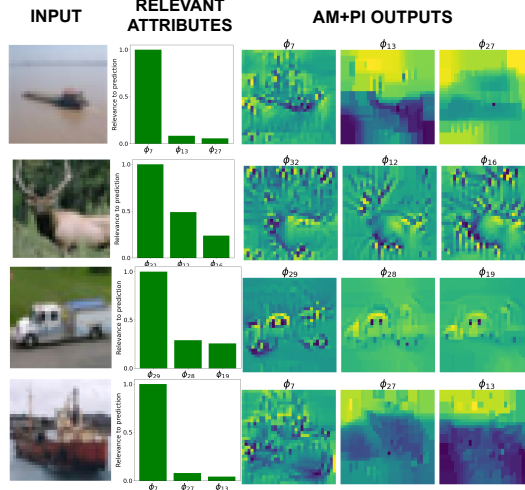 INPUT
RELEVANT
ATTRIBUTES
AM+PI OUTPUTS
Relevance to prediction
1.0
0.5
0.0
ϕ7 ϕ13 ϕ27
ϕ7
ϕ13
ϕ27
Relevance to prediction
1.0
0.5
0.0
ϕ32 ϕ12 ϕ16
ϕ32
ϕ12
ϕ16
Relevance to prediction
1.0
0.5
0.0
ϕ29 ϕ28 ϕ19
ϕ29
ϕ28
ϕ19
Relevance to prediction
1.0
0.5
0.0
ϕ7 ϕ27 ϕ13
ϕ7
ϕ27
ϕ13